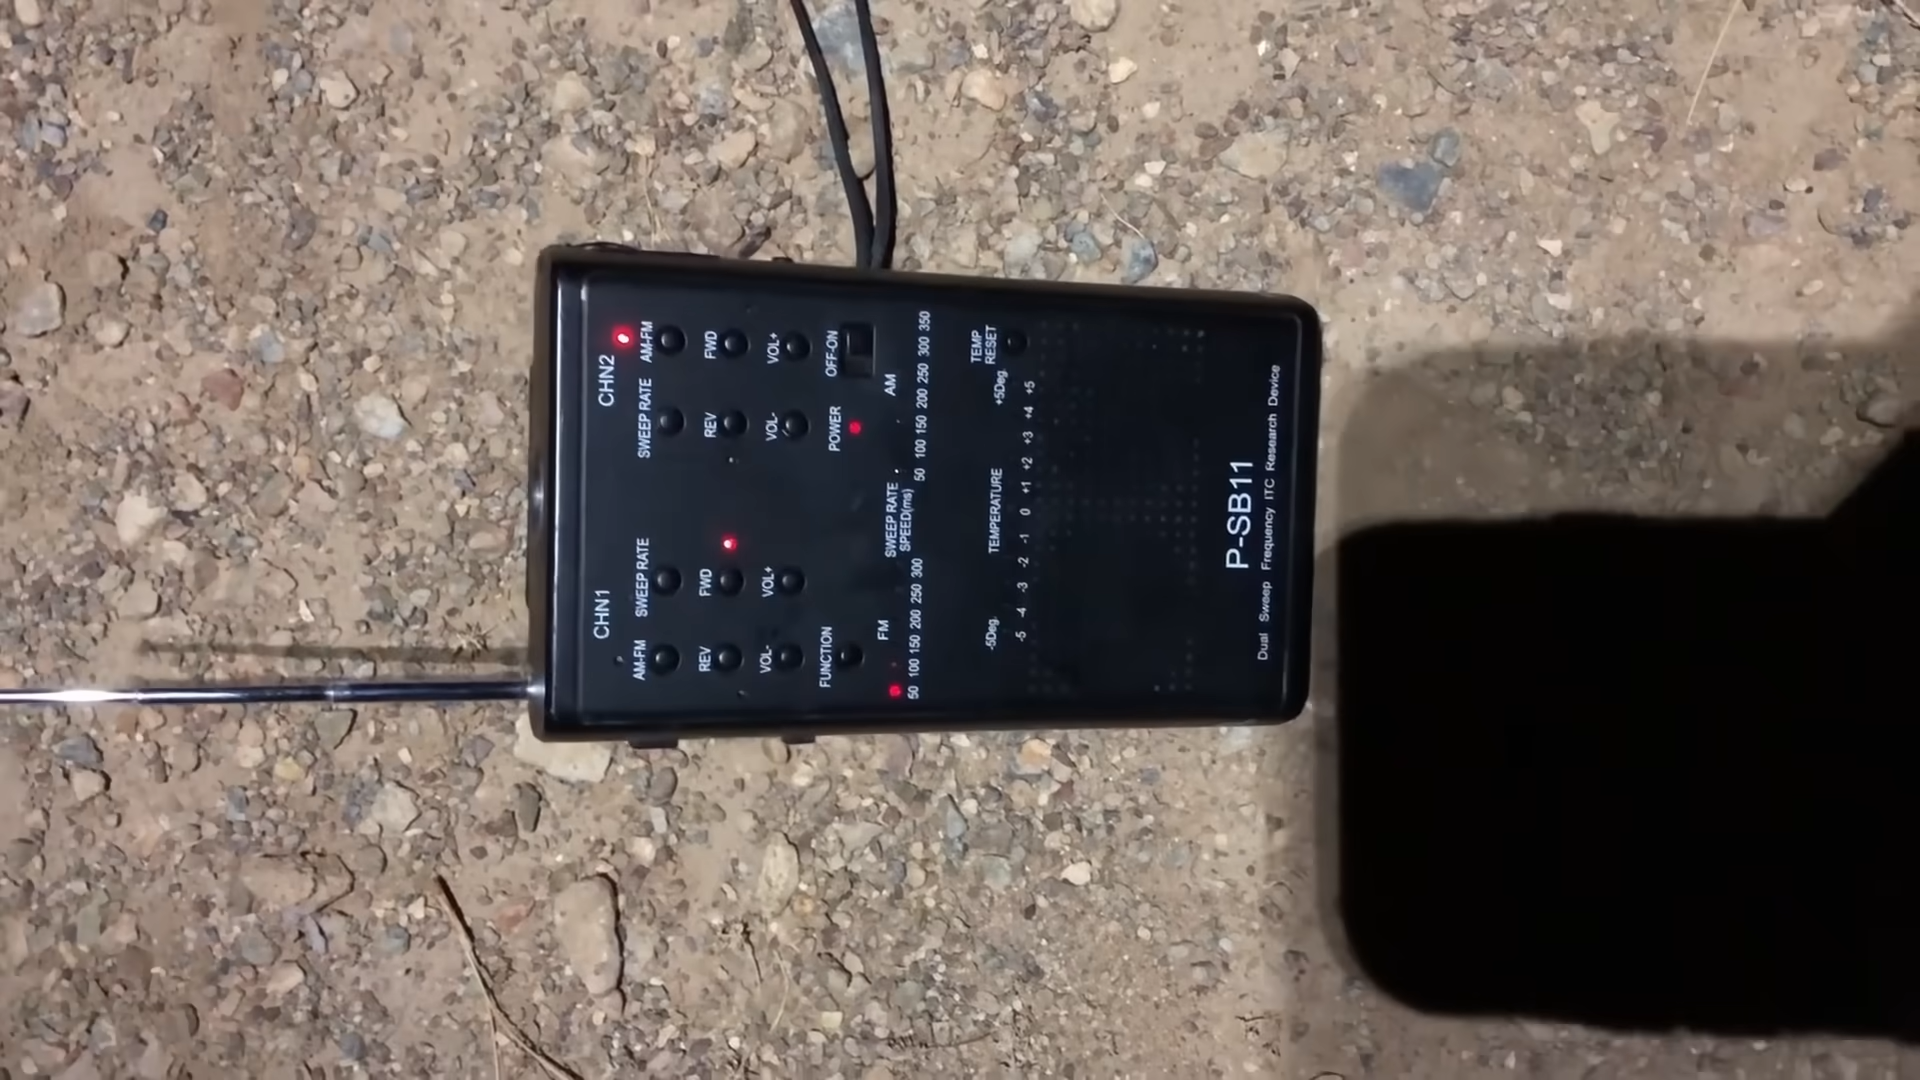 CHN1 CHN2
AM-FM SWEEP RATE SWEEP RATE AM-FM
REV FWD REV FWD
VOL- VOL+ VOL- VOL+
FUNCTION POWER OFF-ON
FM SWEEP RATE AM
SPEED(ms)
50 100 150 200 250 300 50 100 150 200 250 300 350
TEMP
RESET
-5Deg. TEMPERATURE +5Deg.
-5 -4 -3 -2 -1 0 +1 +2 +3 +4 +5
P-SB11
Dual Sweep Frequency ITC Research Device